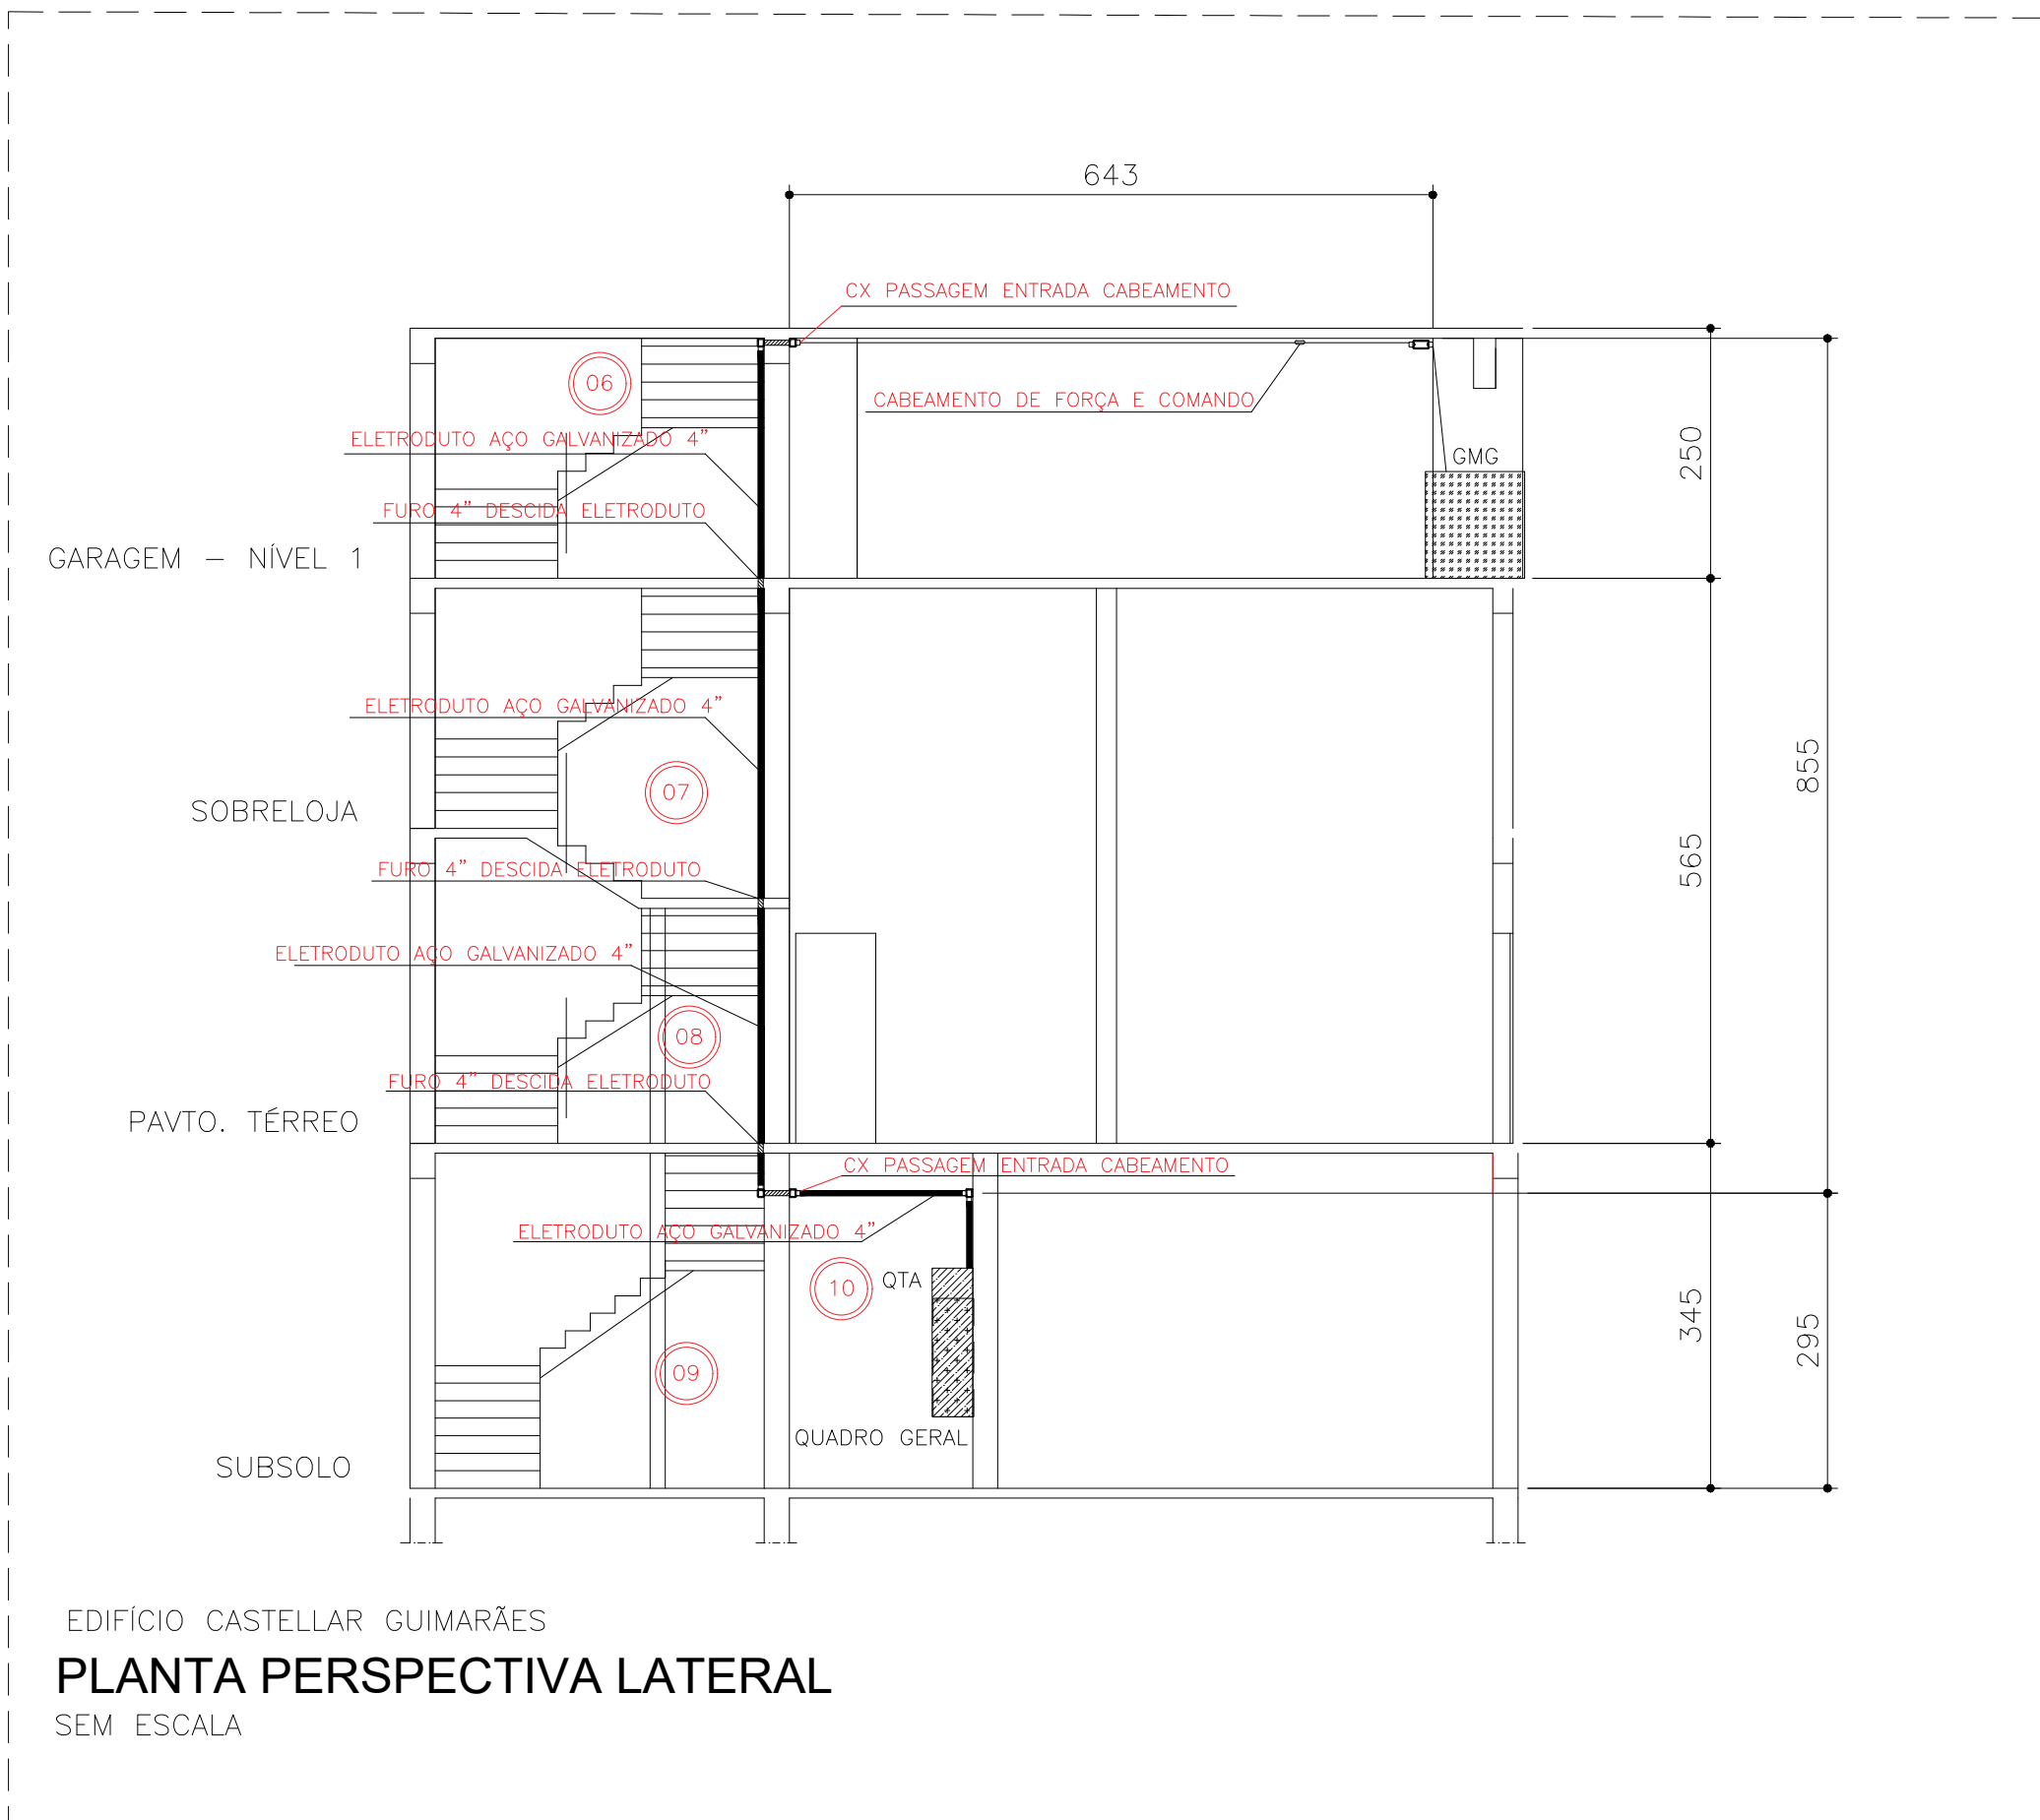 643
CX PASSAGEM ENTRADA CABEAMENTO
06
CABEAMENTO DE FORÇA E COMANDO
ELETRODUTO AÇO GALVANIZADO 4"
GMG
250
FURO 4" DESCIDA ELETRODUTO
GARAGEM - NÍVEL 1
ELETRODUTO AÇO GALVANIZADO 4"
855
07
SOBRELOJA
565
FURO 4" DESCIDA ELETRODUTO
ELETRODUTO AÇO GALVANIZADO 4"
08
FURO 4" DESCIDA ELETRODUTO
PAVTO. TÉRREO
CX PASSAGEM ENTRADA CABEAMENTO
ELETRODUTO AÇO GALVANIZADO 4"
10
QTA
345
295
09
QUADRO GERAL
SUBSOLO
EDIFÍCIO CASTELLAR GUIMARÃES
PLANTA PERSPECTIVA LATERAL
SEM ESCALA